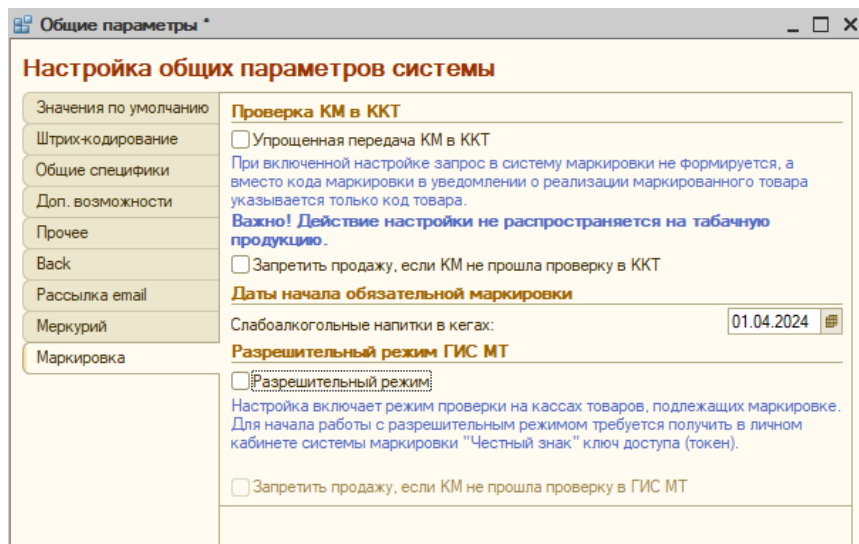 Общие параметры *
Настройка общих параметров системы
Значения по умолчанию
Штрих-кодирование
Общие специфики
Доп. возможности
Прочее
Back
Рассылка email
Меркурий
Маркировка
Проверка КМ в ККТ
Упрощенная передача КМ в ККТ
При включенной настройке запрос в систему маркировки не формируется, а
вместо кода маркировки в уведомлении о реализации маркированного товара
указывается только код товара.
Важно! Действие настройки не распространяется на табачную
продукцию.
Запретить продажу, если КМ не прошла проверку в ККТ
Даты начала обязательной маркировки
Слабоалкогольные напитки в кегах: 01.04.2024
Разрешительный режим ГИС МТ
Разрешительный режим
Настройка включает режим проверки на кассах товаров, подлежащих маркировке.
Для начала работы с разрешительным режимом требуется получить в личном
кабинете системы маркировки "Честный знак" ключ доступа (токен).
Запретить продажу, если КМ не прошла проверку в ГИС МТ